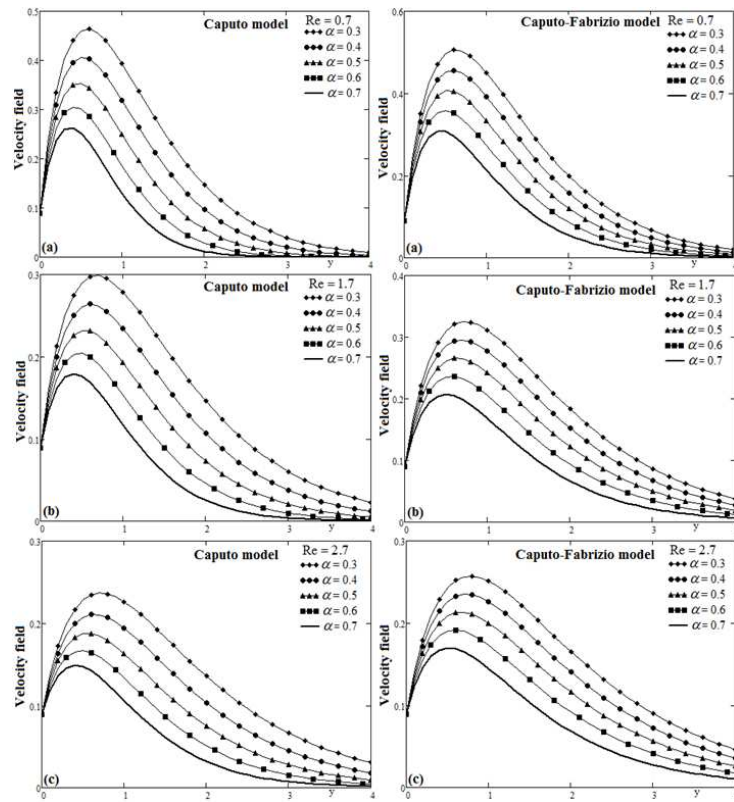 0.5
Caputo model
Re = 0.7
α = 0.3
α = 0.4
α = 0.5
α = 0.6
α = 0.7
0.4
0.3
0.2
0.1
Velocity field
(a)
0 1 2 3 y 4
0.6
Caputo-Fabrizio model
Re = 0.7
α = 0.3
α = 0.4
α = 0.5
α = 0.6
α = 0.7
0.4
0.2
Velocity field
(a)
0 1 2 3 y 4
0.3
Caputo model
Re = 1.7
α = 0.3
α = 0.4
α = 0.5
α = 0.6
α = 0.7
0.2
0.1
Velocity field
(b)
0 1 2 3 y 4
0.4
Caputo-Fabrizio model
Re = 1.7
α = 0.3
α = 0.4
α = 0.5
α = 0.6
α = 0.7
0.3
0.2
0.1
Velocity field
(b)
0 1 2 3 y 4
0.3
Caputo model
Re = 2.7
α = 0.3
α = 0.4
α = 0.5
α = 0.6
α = 0.7
0.2
0.1
Velocity field
(c)
0 1 2 3 y 4
0.3
Caputo-Fabrizio model
Re = 2.7
α = 0.3
α = 0.4
α = 0.5
α = 0.6
α = 0.7
0.2
0.1
Velocity field
(c)
0 1 2 3 y 4